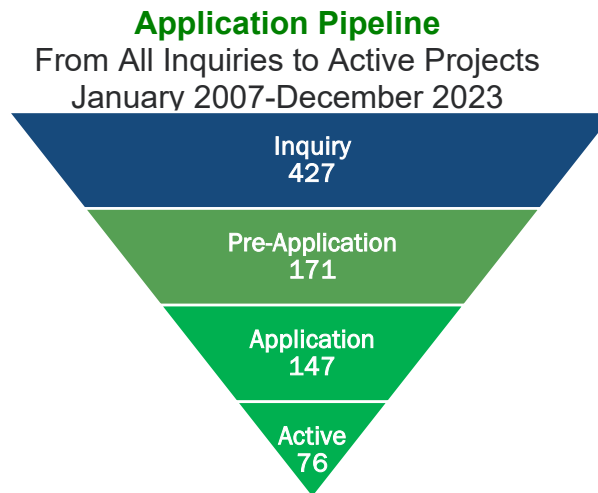 Application Pipeline
From All Inquiries to Active Projects
January 2007-December 2023
Inquiry
427
Pre-Application
171
Application
147
Active
76